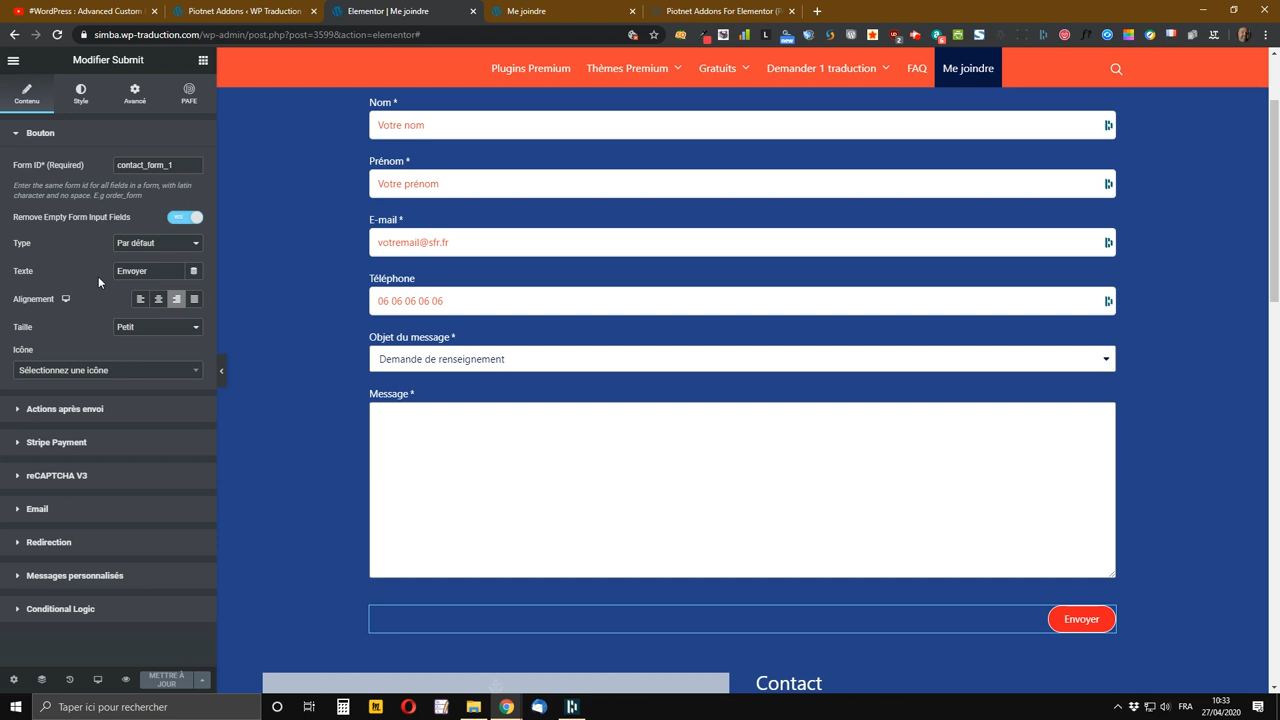 #WordPress : Advanced Custom F
Piotnet Addons | WP Traduction
Elementor | Me joindre
Piotnet Addons | Me joindre
Piotnet Addons For Elementor (P
simba.wp-traduction.com/wp-admin/post.php?post=3599&action=elementor#
Modifier Submit
Plugins Premium
Thèmes Premium
Gratuits
Demander 1 traduction
FAQ
Me joindre
Contenu
Style
Avancé
PAFE
Bouton
Form ID* (Required)
contact_form_1
Enter the same form id for all fields in a form, with latin
character and no space. E.g order_form
Remove Empty Form Input Fields
YES
Type
Par défaut
Texte
Envoyer
Alignement
Taille
Petit
Icône
Sélectionnez une icône
Actions après envoi
Stripe Payment
reCAPTCHA V3
Email
Redirection
Messages personnalisés
Conditional Logic
METTRE À
JOUR
Nom *
Votre nom
Prénom *
Votre prénom
E-mail *
votremail@sfr.fr
Téléphone
06 06 06 06 06
Objet du message *
Demande de renseignement
Message *
Envoyer
Contact
Taper ici pour rechercher
FRA
10:33
27/04/2020